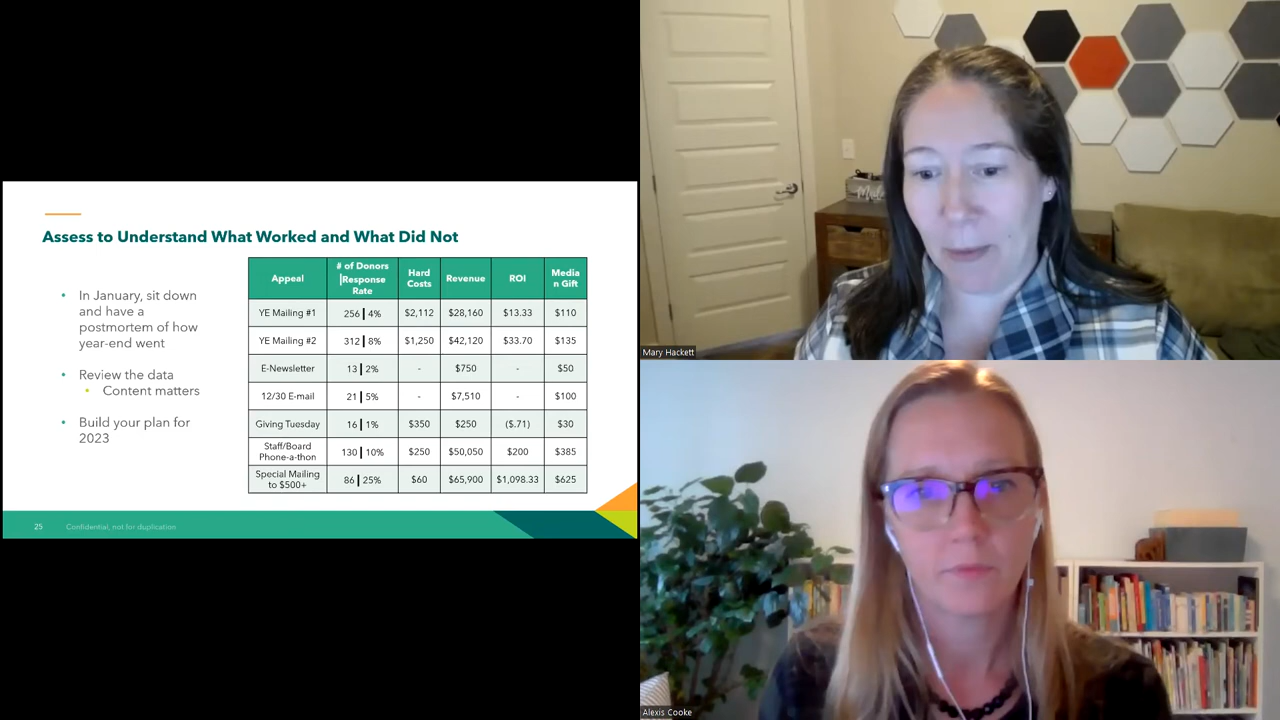 Assess to Understand What Worked and What Did Not
• In January, sit down
and have a
postmortem of how
year-end went
• Review the data
• Content matters
• Build your plan for
2023
Appeal | # of Donors | Response Rate | Hard Costs | Revenue | ROI | Media n Gift
YE Mailing #1 | 256 | 4% | $2,112 | $28,160 | $13.33 | $110
YE Mailing #2 | 312 | 8% | $1,250 | $42,120 | $33.70 | $135
E-Newsletter | 13 | 2% | - | $750 | - | $50
12/30 E-mail | 21 | 5% | - | $7,510 | - | $100
Giving Tuesday | 16 | 1% | $350 | $250 | ($.71) | $30
Staff/Board Phone-a-thon | 130 | 10% | $250 | $50,050 | $200 | $385
Special Mailing to $500+ | 86 | 25% | $60 | $65,900 | $1,098.33 | $625
25 Confidential, not for duplication
Mary Hackett
Alexis Cooke